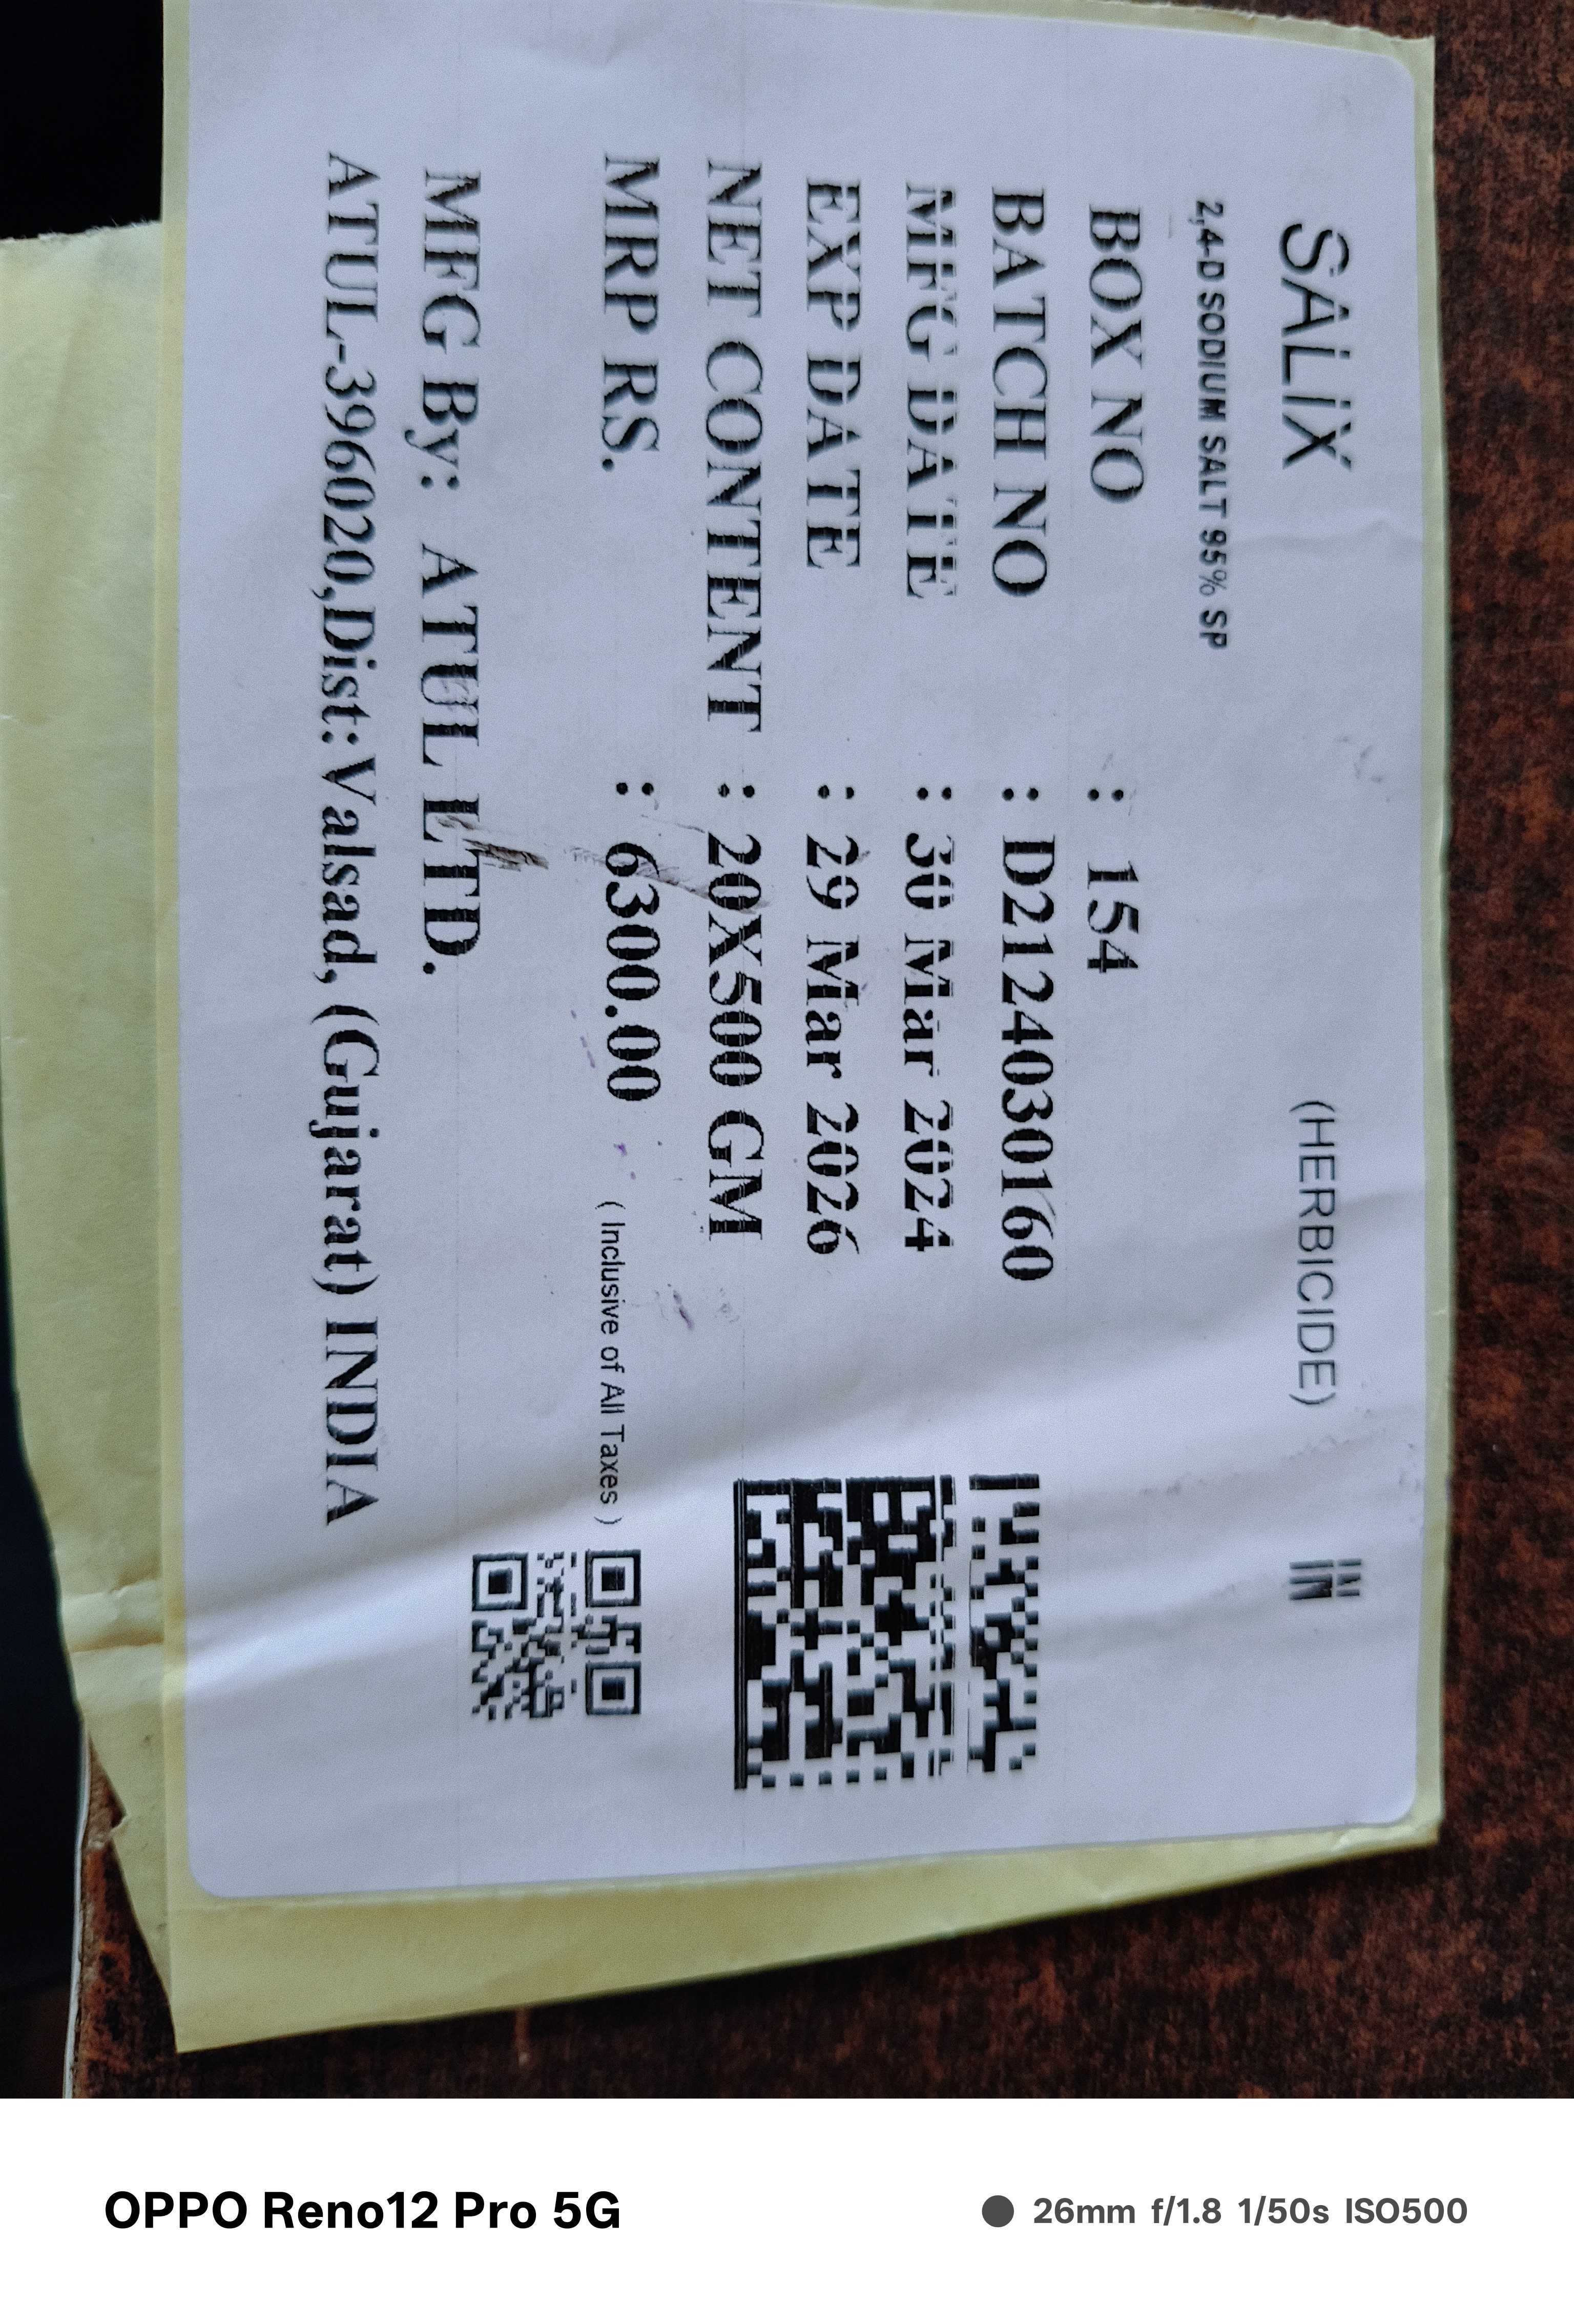 SALIX (HERBICIDE) IN
2,4-D SODIUM SALT 95% SP
BOX NO : 154
BATCH NO : D21240330160
MFG DATE : 30 Mar 2024
EXP DATE : 29 Mar 2026
NET CONTENT : 20X500 GM
MRP RS. : 6300.00 ( Inclusive of All Taxes )
MFG By: ATUL LTD.
ATUL-396020,Dist:Valsad, (Gujarat) INDIA
OPPO Reno12 Pro 5G
26mm f/1.8 1/50s ISO500